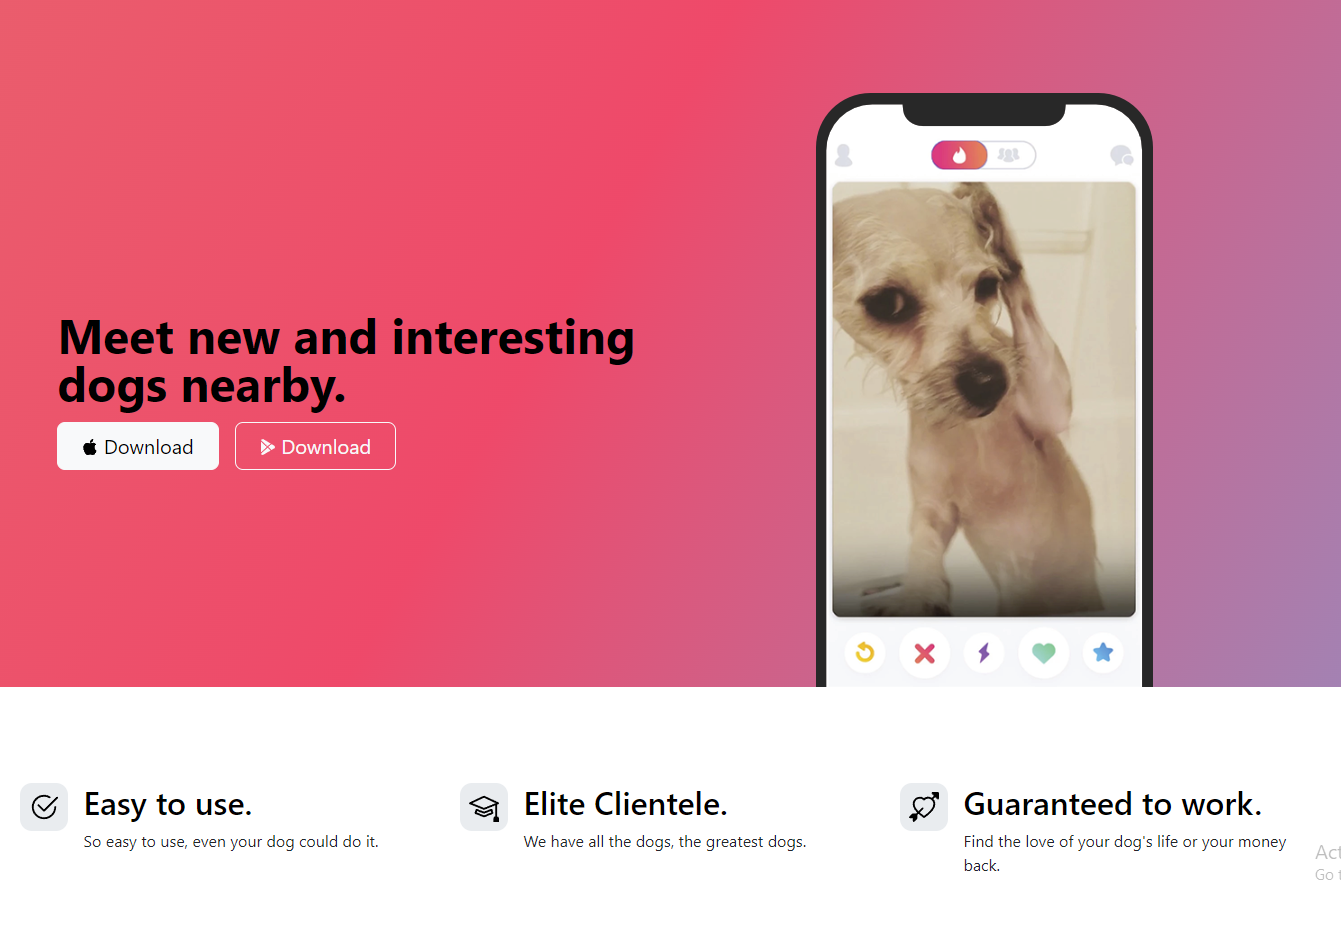 Meet new and interesting
dogs nearby.
Download
Download
Easy to use.
So easy to use, even your dog could do it.
Elite Clientele.
We have all the dogs, the greatest dogs.
Guaranteed to work.
Find the love of your dog's life or your money
back.